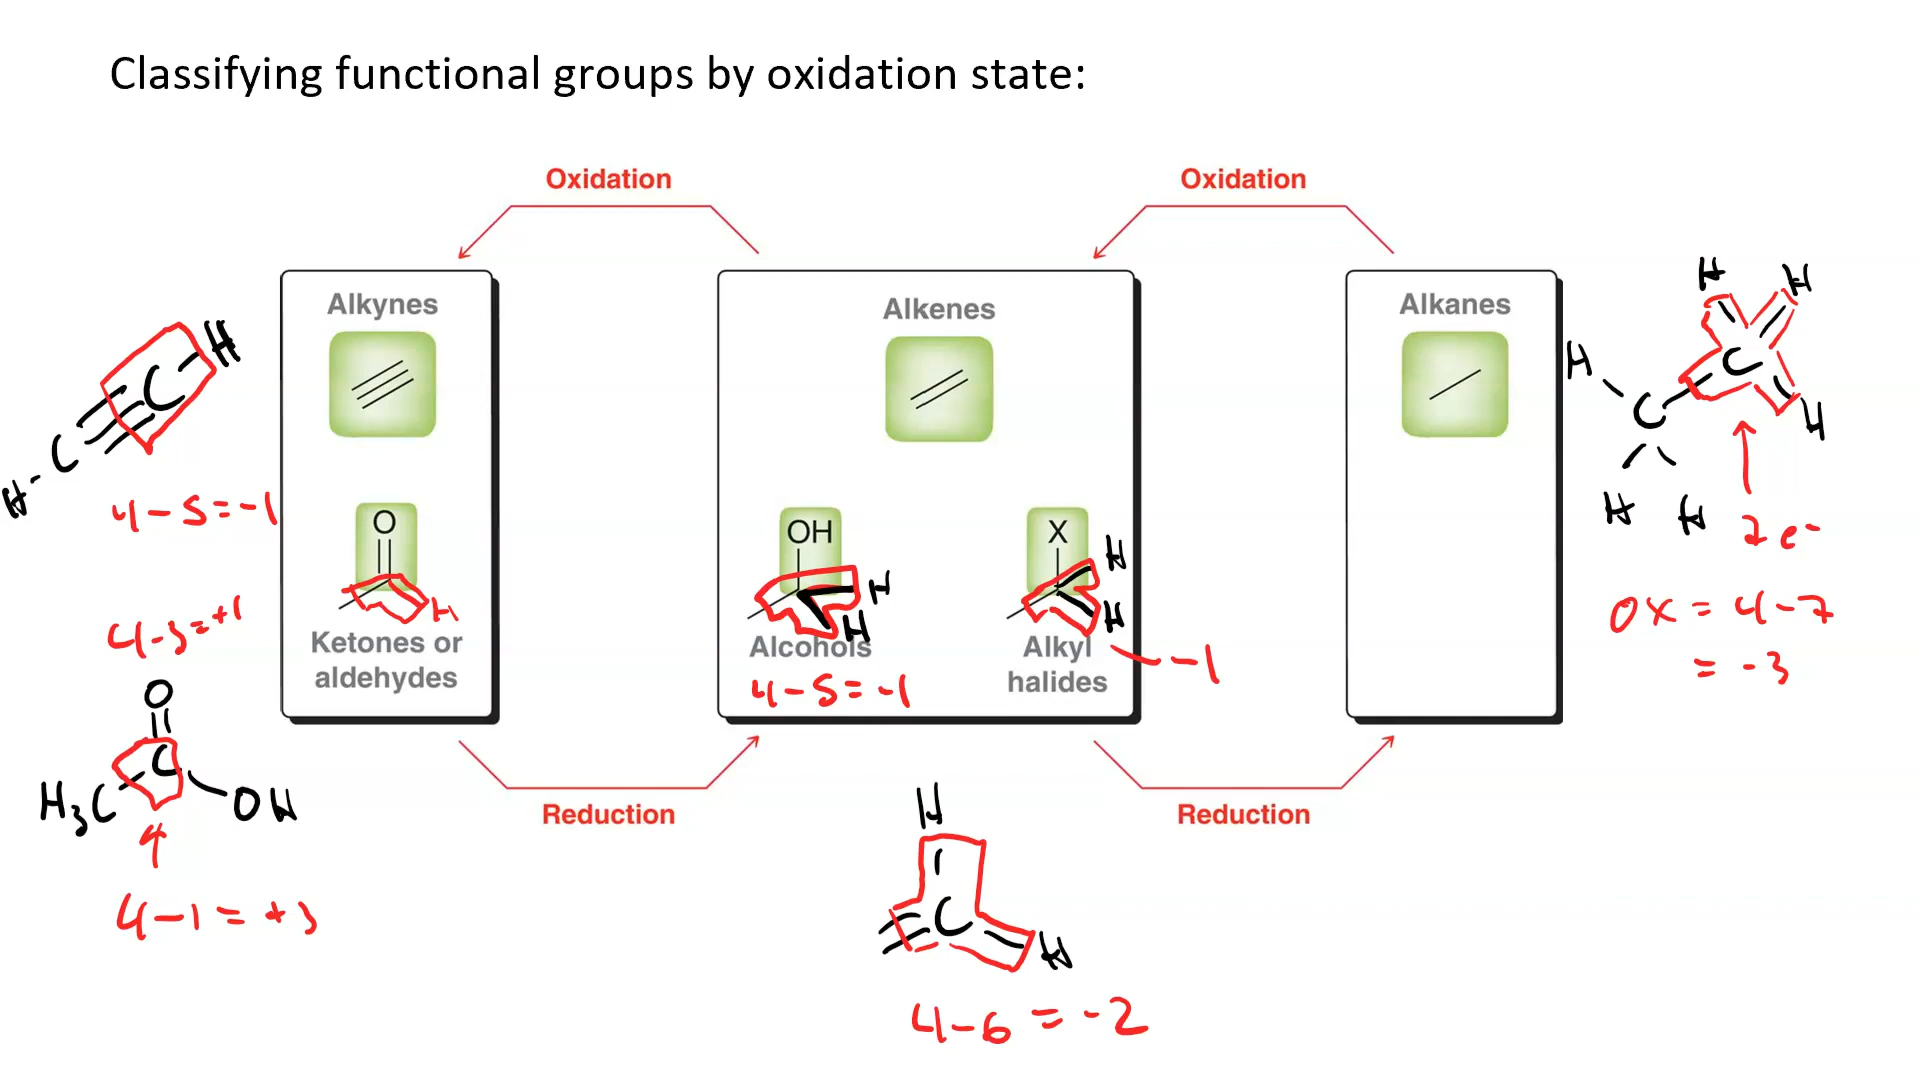 Classifying functional groups by oxidation state:
Oxidation
Oxidation
Alkynes
Alkenes
Alkanes
C
C
H
H
4-5=-1
H
H
C
H
C
H
H
H
2e-
OX = 4-7
= -3
O
H
Ketones or
aldehydes
4-3=+1
OH
H
H
Alcohols
4-5=-1
X
H
H
Alkyl
halides
-1
O
C
H3C
OH
4
4-1=+3
Reduction
Reduction
H
C
H
4-6=-2